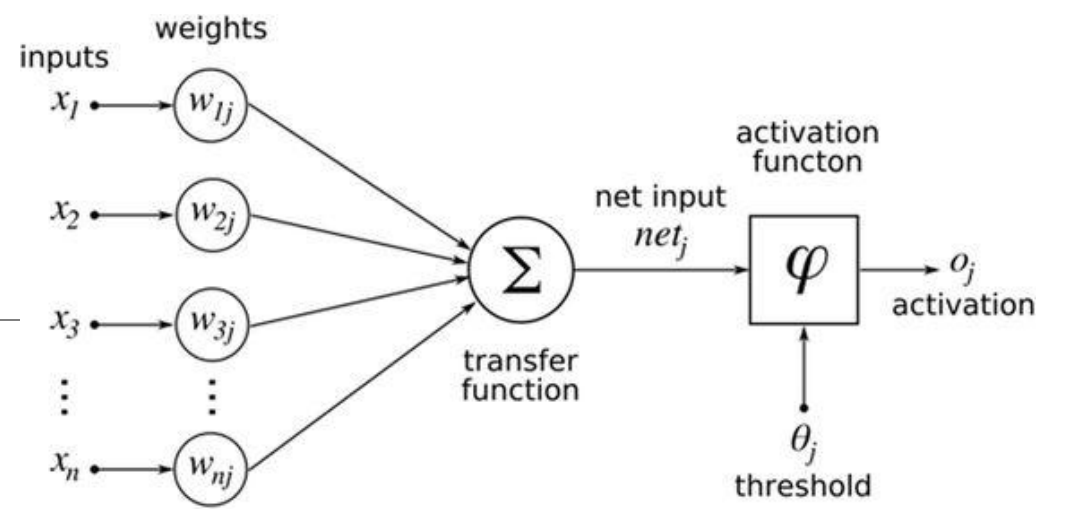 weights
inputs
x₁
w₁ⱼ
x₂
w₂ⱼ
x₃
w₃ⱼ
⋮ ⋮
xₙ
wₙⱼ
Σ
transfer
function
net input
netⱼ
activation
functon
φ
oⱼ
activation
θⱼ
threshold